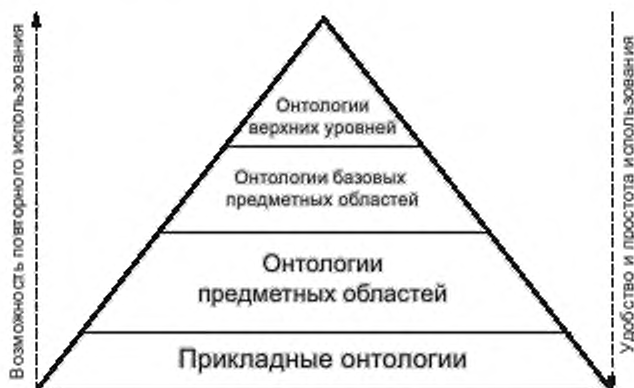 Возможность повторного использования
Онтологии
верхних уровней
Онтологии базовых
предметных областей
Онтологии
предметных областей
Прикладные онтологии
Удобство и простота использования